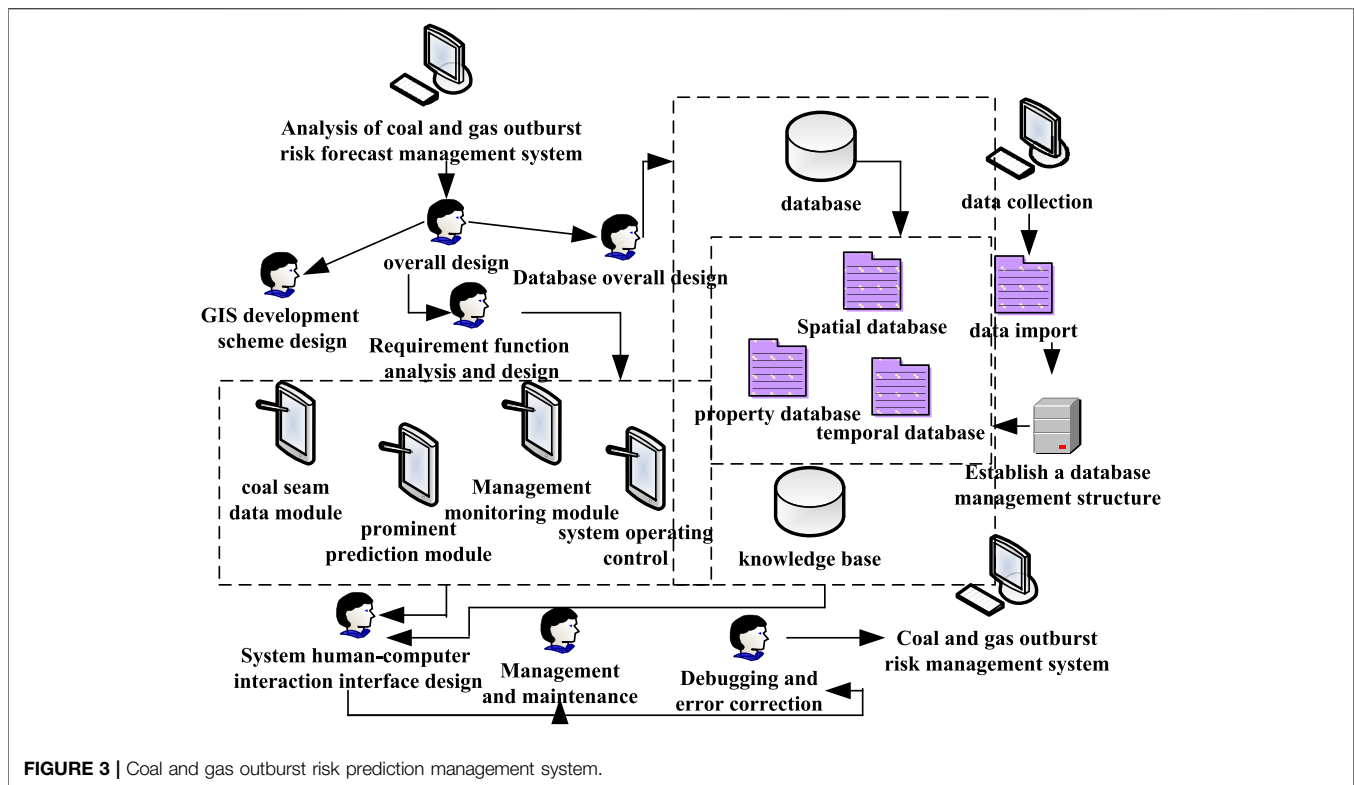 Analysis of coal and gas outburst
risk forecast management system
overall design
Database overall design
GIS development
scheme design
Requirement function
analysis and design
database
data collection
Spatial database
data import
property database
temporal database
Establish a database
management structure
coal seam
data module
prominent
prediction module
Management
monitoring module
system operating
control
knowledge base
System human-computer
interaction interface design
Management
and maintenance
Debugging and
error correction
Coal and gas outburst
risk management system
FIGURE 3 | Coal and gas outburst risk prediction management system.